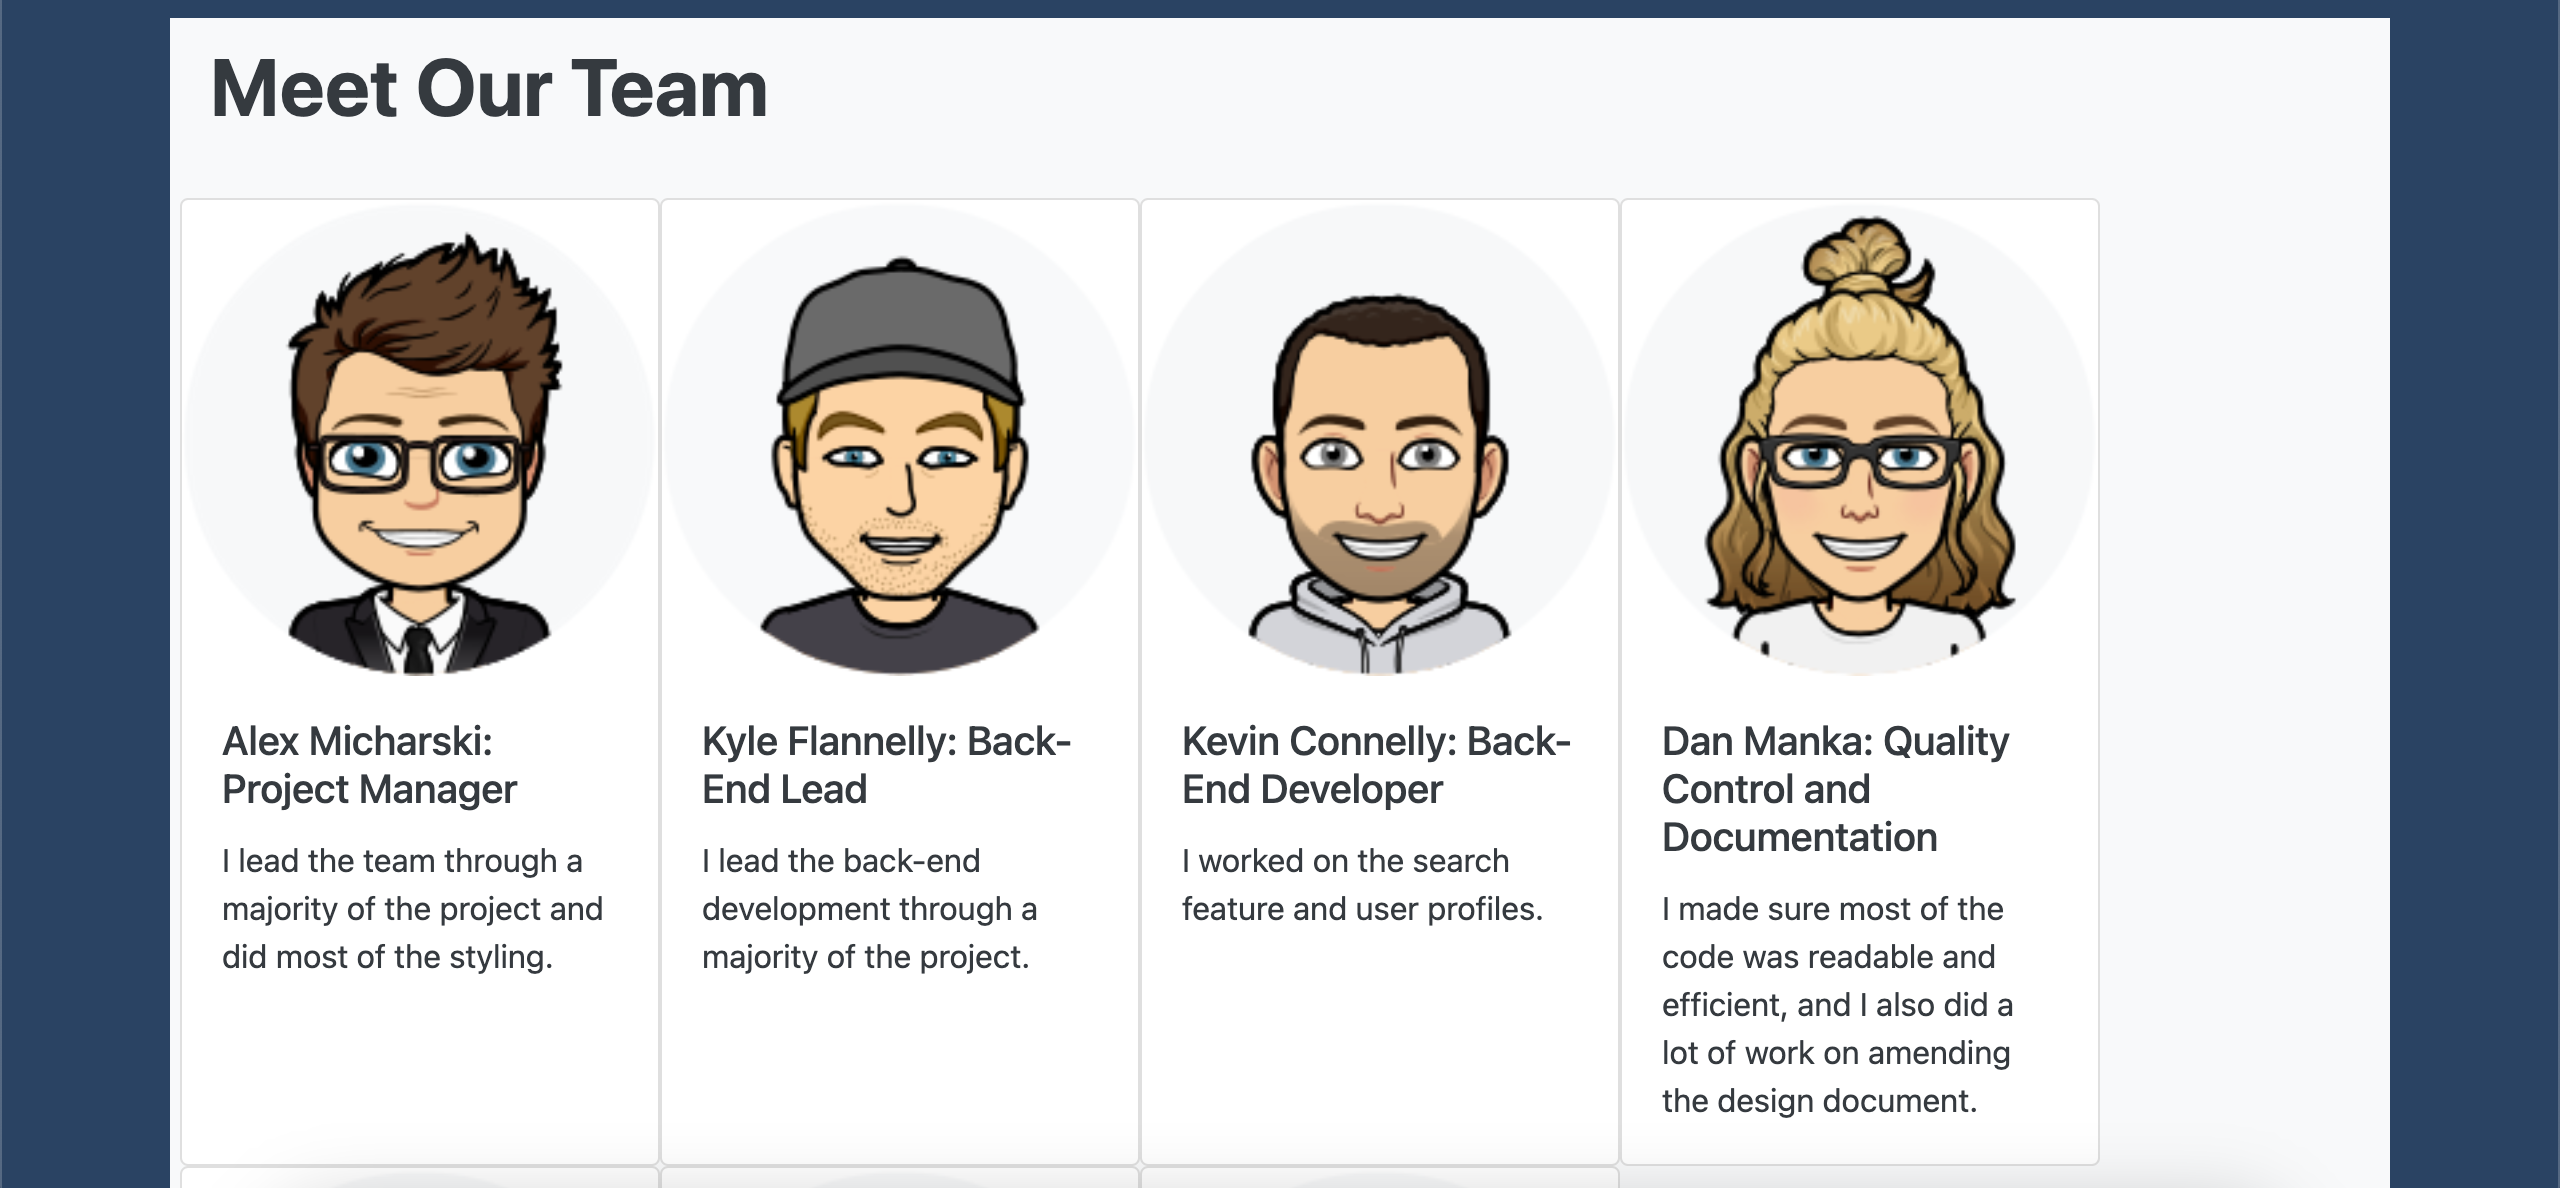 Meet Our Team
Alex Micharski:
Project Manager
I lead the team through a
majority of the project and
did most of the styling.
Kyle Flannelly: Back-
End Lead
I lead the back-end
development through a
majority of the project.
Kevin Connelly: Back-
End Developer
I worked on the search
feature and user profiles.
Dan Manka: Quality
Control and
Documentation
I made sure most of the
code was readable and
efficient, and I also did a
lot of work on amending
the design document.